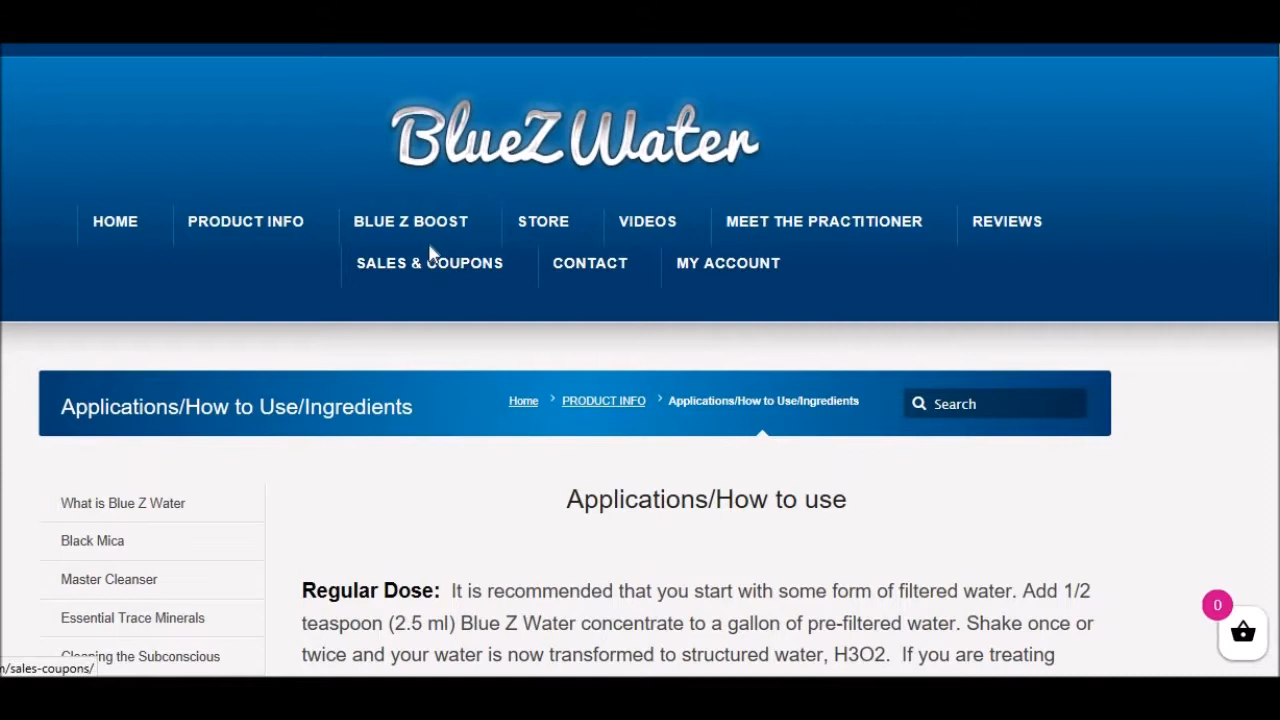 BlueZWater
HOME PRODUCT INFO BLUE Z BOOST STORE VIDEOS MEET THE PRACTITIONER REVIEWS
SALES & COUPONS CONTACT MY ACCOUNT
Applications/How to Use/Ingredients
Home > PRODUCT INFO > Applications/How to Use/Ingredients
Search
What is Blue Z Water
Black Mica
Master Cleanser
Essential Trace Minerals
the Subconscious
m/sales-coupons/
Applications/How to use
Regular Dose: It is recommended that you start with some form of filtered water. Add 1/2
teaspoon (2.5 ml) Blue Z Water concentrate to a gallon of pre-filtered water. Shake once or
twice and your water is now transformed to structured water, H3O2. If you are treating
0